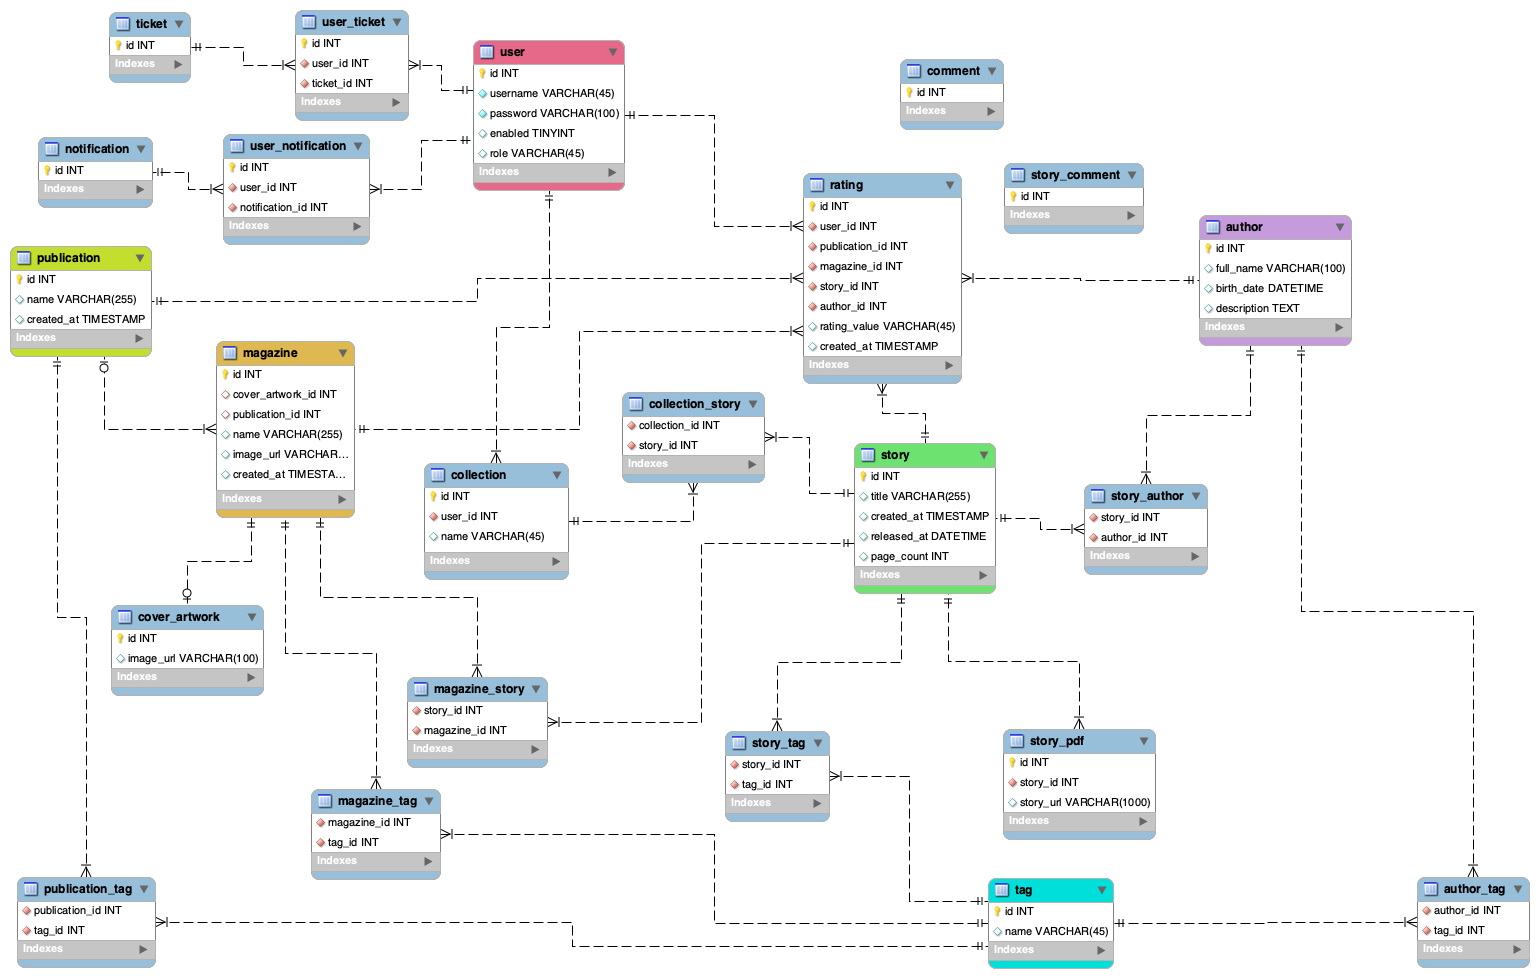 ticket
id INT
Indexes
user_ticket
id INT
user_id INT
ticket_id INT
Indexes
user
id INT
username VARCHAR(45)
password VARCHAR(100)
enabled TINYINT
role VARCHAR(45)
Indexes
comment
id INT
Indexes
notification
id INT
Indexes
user_notification
id INT
user_id INT
notification_id INT
Indexes
story_comment
id INT
Indexes
rating
id INT
user_id INT
publication_id INT
magazine_id INT
story_id INT
author_id INT
rating_value VARCHAR(45)
created_at TIMESTAMP
Indexes
author
id INT
full_name VARCHAR(100)
birth_date DATETIME
description TEXT
Indexes
publication
id INT
name VARCHAR(255)
created_at TIMESTAMP
Indexes
magazine
id INT
cover_artwork_id INT
publication_id INT
name VARCHAR(255)
image_url VARCHAR...
created_at TIMESTA...
Indexes
collection_story
collection_id INT
story_id INT
Indexes
collection
id INT
user_id INT
name VARCHAR(45)
Indexes
story
id INT
title VARCHAR(255)
created_at TIMESTAMP
released_at DATETIME
page_count INT
Indexes
story_author
story_id INT
author_id INT
Indexes
cover_artwork
id INT
image_url VARCHAR(100)
Indexes
magazine_story
story_id INT
magazine_id INT
Indexes
story_tag
story_id INT
tag_id INT
Indexes
story_pdf
id INT
story_id INT
story_url VARCHAR(1000)
Indexes
magazine_tag
magazine_id INT
tag_id INT
Indexes
publication_tag
publication_id INT
tag_id INT
Indexes
tag
id INT
name VARCHAR(45)
Indexes
author_tag
author_id INT
tag_id INT
Indexes